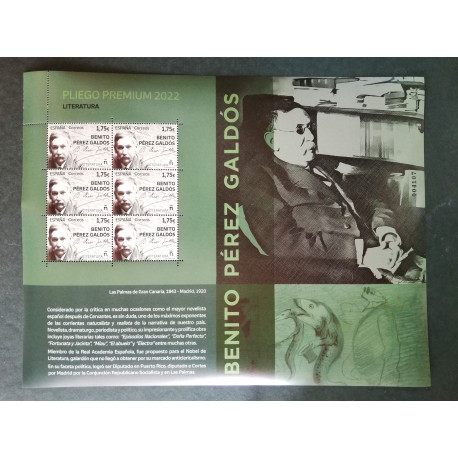 PLIEGO PREMIUM 2022
LITERATURA
ESPAÑA Correos 1,75€
BENITO
PÉREZ GALDÓS
ESPAÑA Correos 1,75€
BENITO
PÉREZ GALDÓS
ESPAÑA Correos 1,75€
BENITO
PÉREZ GALDÓS
ESPAÑA Correos 1,75€
BENITO
PÉREZ GALDÓS
ESPAÑA Correos 1,75€
BENITO
PÉREZ GALDÓS
ESPAÑA Correos 1,75€
BENITO
PÉREZ GALDÓS
Las Palmas de Gran Canaria, 1843 - Madrid, 1920
Considerado por la crítica en muchas ocasiones como el mayor novelista
español después de Cervantes, es sin duda, uno de los máximos exponentes
de las corrientes naturalista y realista de la narrativa de nuestro país.
Novelista, dramaturgo, periodista y político, su impresionante y prolífica obra
incluye joyas literarias tales como: "Episodios Nacionales", "Doña Perfecta",
"Fortunata y Jacinta", "Miau", "El abuelo" y "Electra" entre muchas otras.
Miembro de la Real Academia Española, fue propuesto para el Nobel de
Literatura, galardón que no llegó a obtener por su marcado anticlericalismo.
En su faceta política, logró ser Diputado en Puerto Rico, diputado a Cortes
por Madrid por la Conjunción Republicano Socialista y en Las Palmas.
BENITO PÉREZ GALDÓS